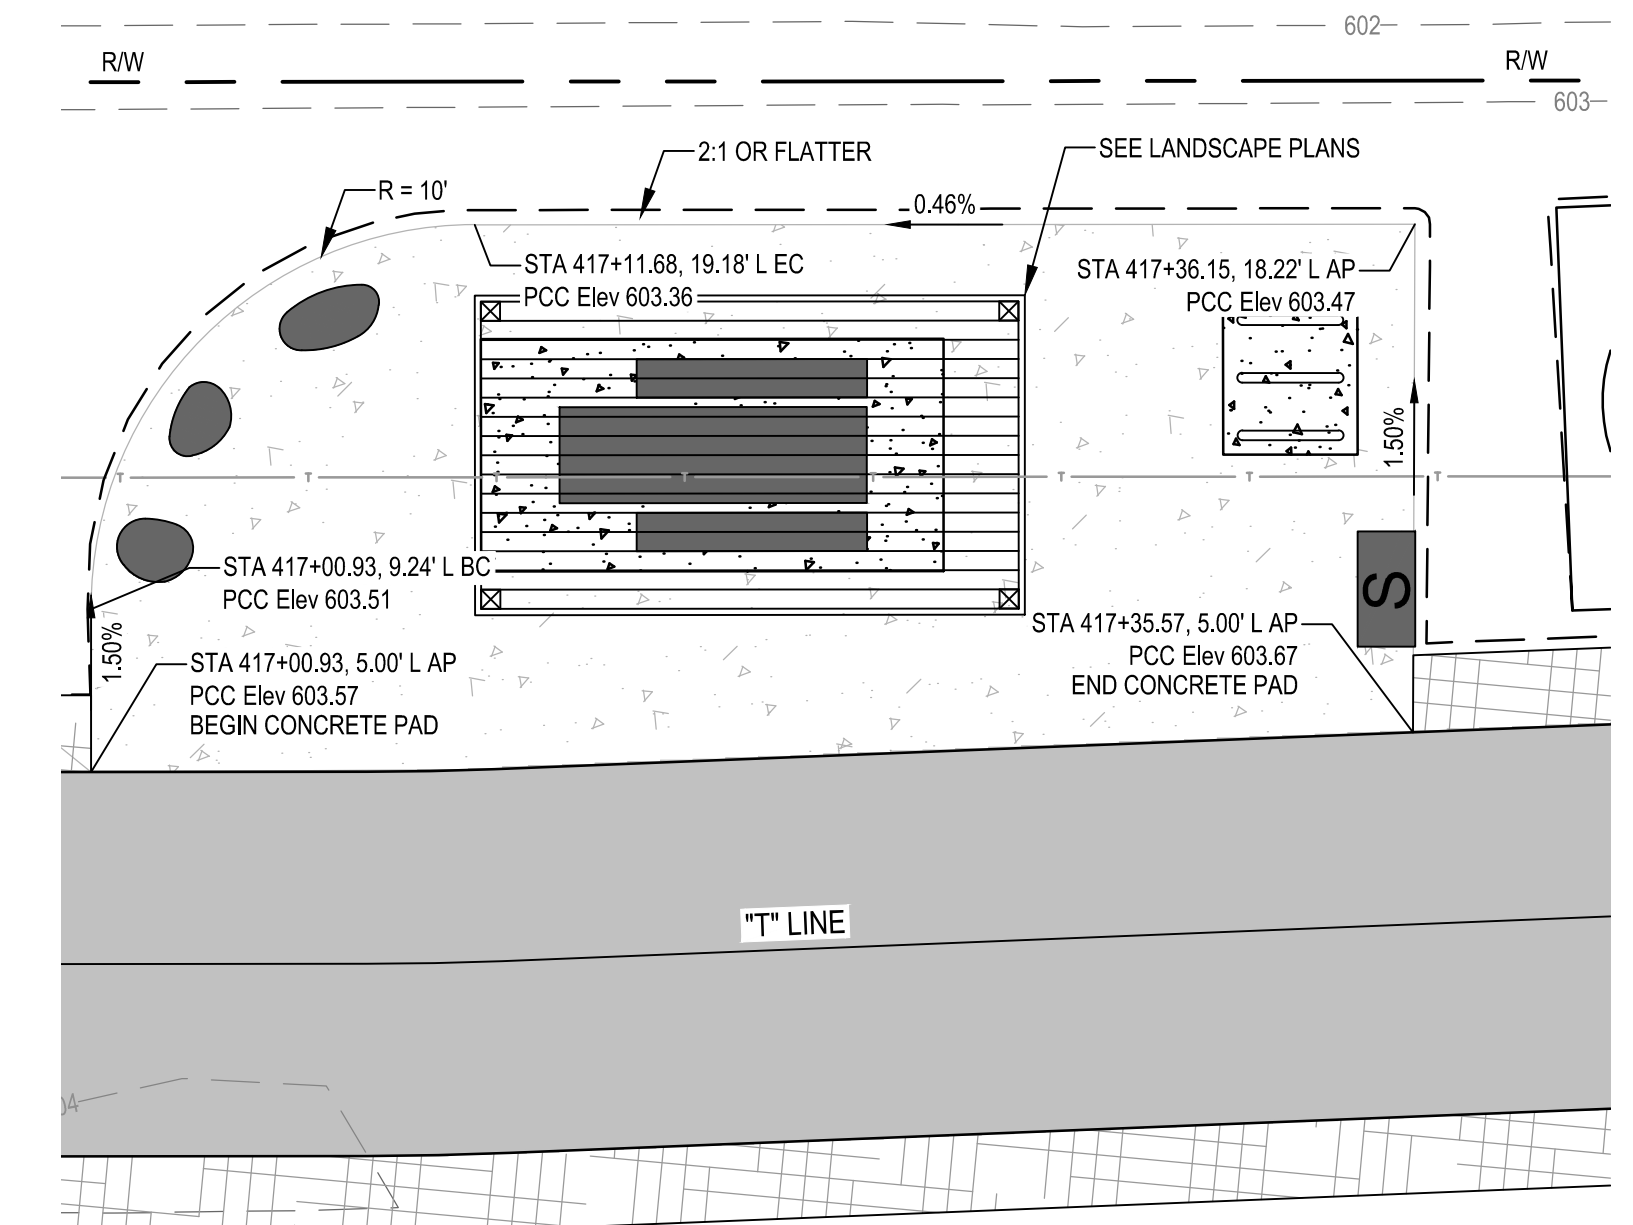 602
R/W
R/W
603
2:1 OR FLATTER
SEE LANDSCAPE PLANS
R = 10'
0.46%
STA 417+11.68, 19.18' L EC
PCC Elev 603.36
STA 417+36.15, 18.22' L AP
PCC Elev 603.47
1.50%
T T T T T T T T
STA 417+00.93, 9.24' L BC
PCC Elev 603.51
S
1.50%
STA 417+00.93, 5.00' L AP
PCC Elev 603.57
BEGIN CONCRETE PAD
STA 417+35.57, 5.00' L AP
PCC Elev 603.67
END CONCRETE PAD
"T" LINE
04